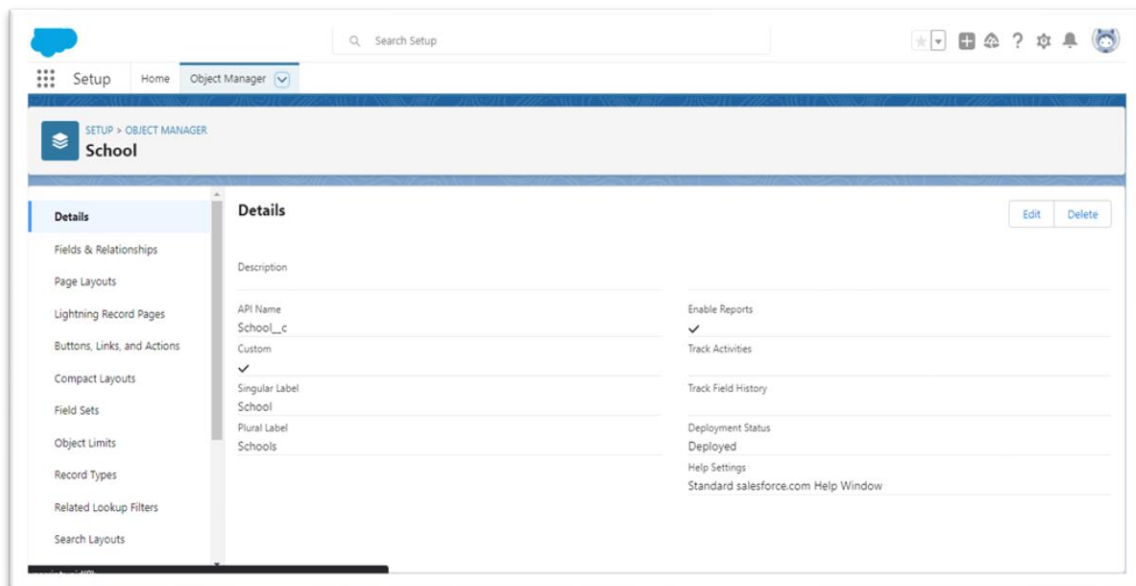 Search Setup
Setup
Home
Object Manager
SETUP > OBJECT MANAGER
School
Details
Fields & Relationships
Page Layouts
Lightning Record Pages
Buttons, Links, and Actions
Compact Layouts
Field Sets
Object Limits
Record Types
Related Lookup Filters
Search Layouts
Details
Edit
Delete
Description
API Name
School__c
Custom
Singular Label
School
Plural Label
Schools
Enable Reports
Track Activities
Track Field History
Deployment Status
Deployed
Help Settings
Standard salesforce.com Help Window